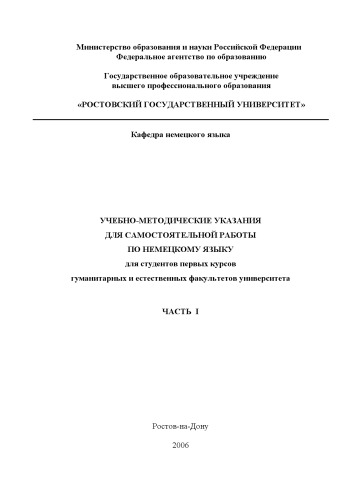 Министерство образования и науки Российской Федерации
Федеральное агентство по образованию
Государственное образовательное учреждение
высшего профессионального образования
«РОСТОВСКИЙ ГОСУДАРСТВЕННЫЙ УНИВЕРСИТЕТ»
Кафедра немецкого языка
УЧЕБНО-МЕТОДИЧЕСКИЕ УКАЗАНИЯ
ДЛЯ САМОСТОЯТЕЛЬНОЙ РАБОТЫ
ПО НЕМЕЦКОМУ ЯЗЫКУ
для студентов первых курсов
гуманитарных и естественных факультетов университета
ЧАСТЬ I
Ростов-на-Дону
2006